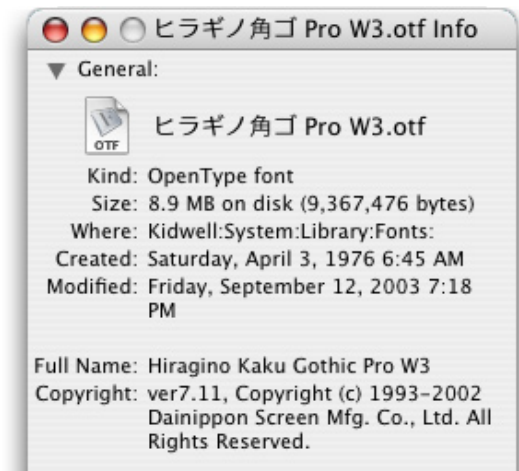 ヒラギノ角ゴ Pro W3.otf Info
General:
OTF
ヒラギノ角ゴ Pro W3.otf
Kind: OpenType font
Size: 8.9 MB on disk (9,367,476 bytes)
Where: Kidwell:System:Library:Fonts:
Created: Saturday, April 3, 1976 6:45 AM
Modified: Friday, September 12, 2003 7:18
PM
Full Name: Hiragino Kaku Gothic Pro W3
Copyright: ver7.11, Copyright (c) 1993–2002
Dainippon Screen Mfg. Co., Ltd. All
Rights Reserved.